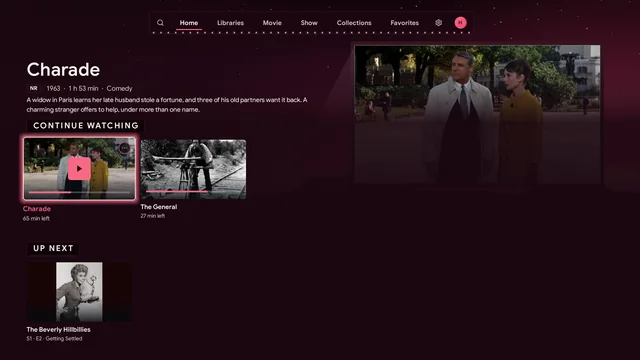 Home
Libraries
Movie
Show
Collections
Favorites
H
Charade
NR 1963 · 1 h 53 min · Comedy
A widow in Paris learns her late husband stole a fortune, and three of his old partners want it back. A
charming stranger offers to help, under more than one name.
CONTINUE WATCHING
Charade
65 min left
The General
27 min left
UP NEXT
The Beverly Hillbillies
S1 · E2 · Getting Settled